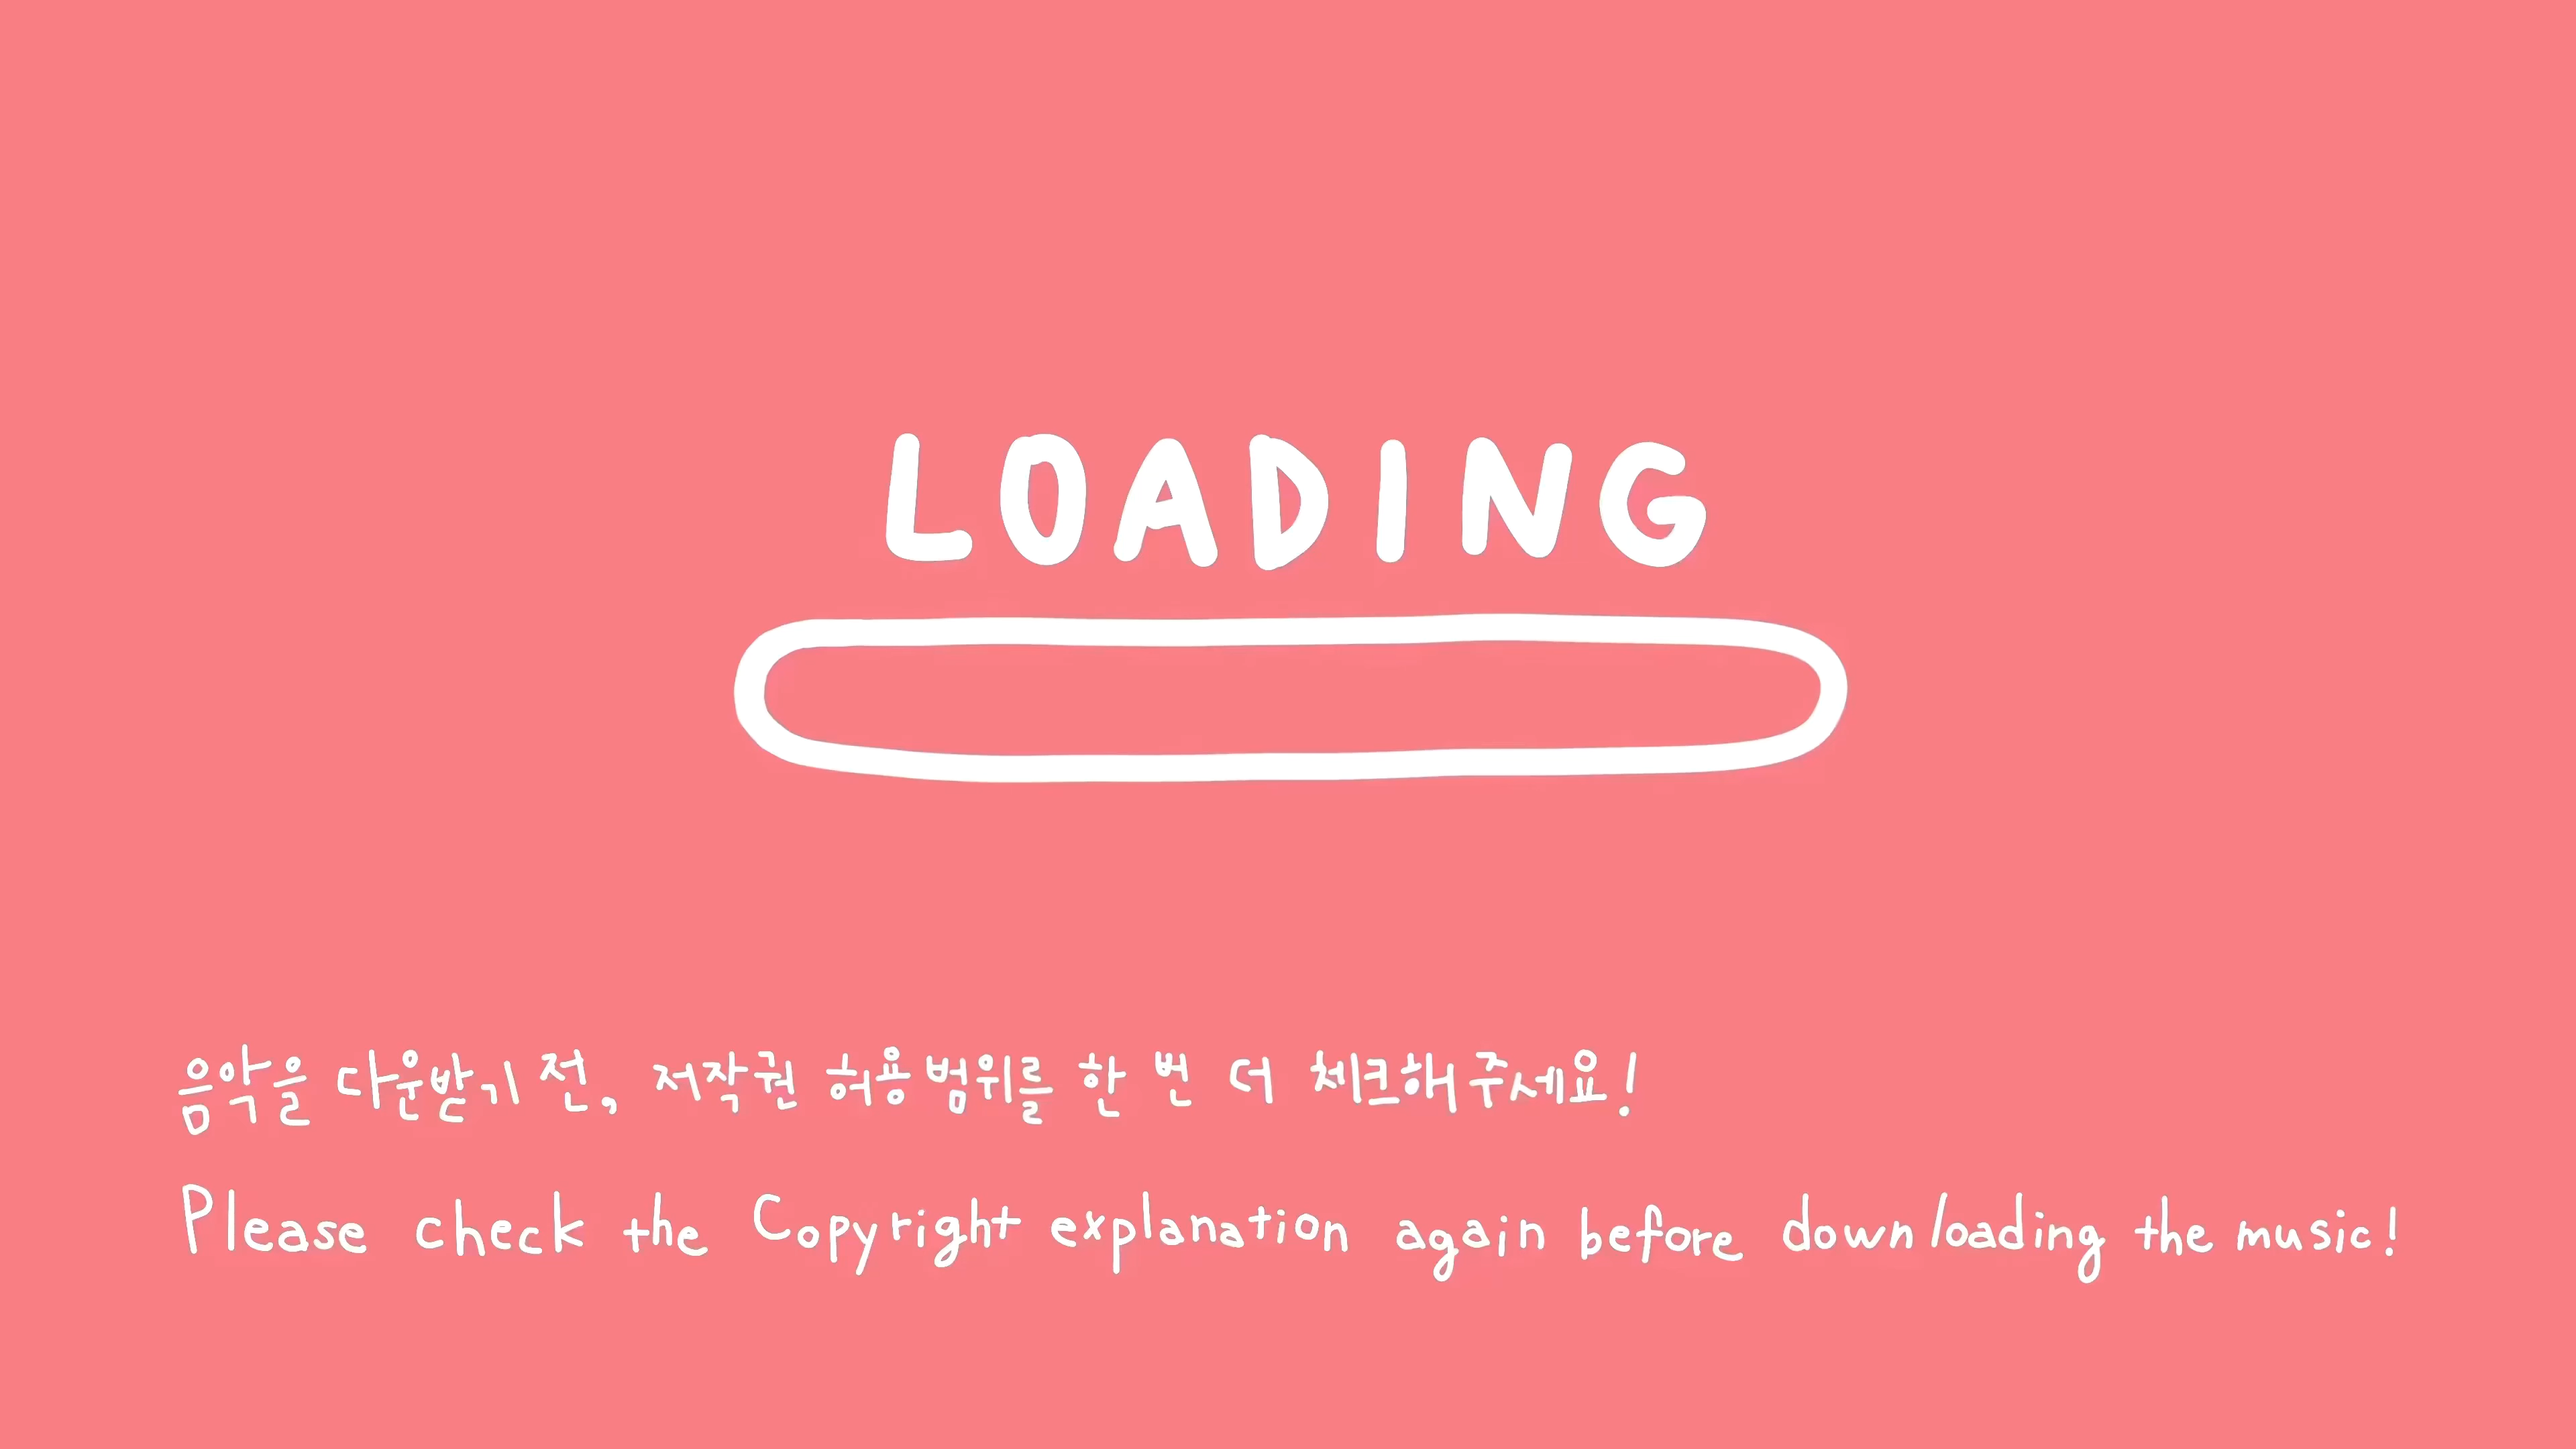 LOADING
음악을 다운받기 전, 저작권 허용범위를 한 번 더 체크해주세요!
Please check the Copyright explanation again before downloading the music!